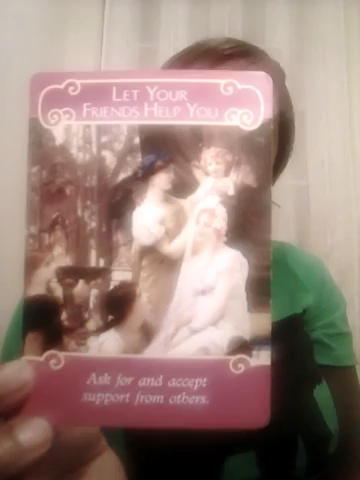 Let Your
Friends Help You
Ask for and accept
support from others.